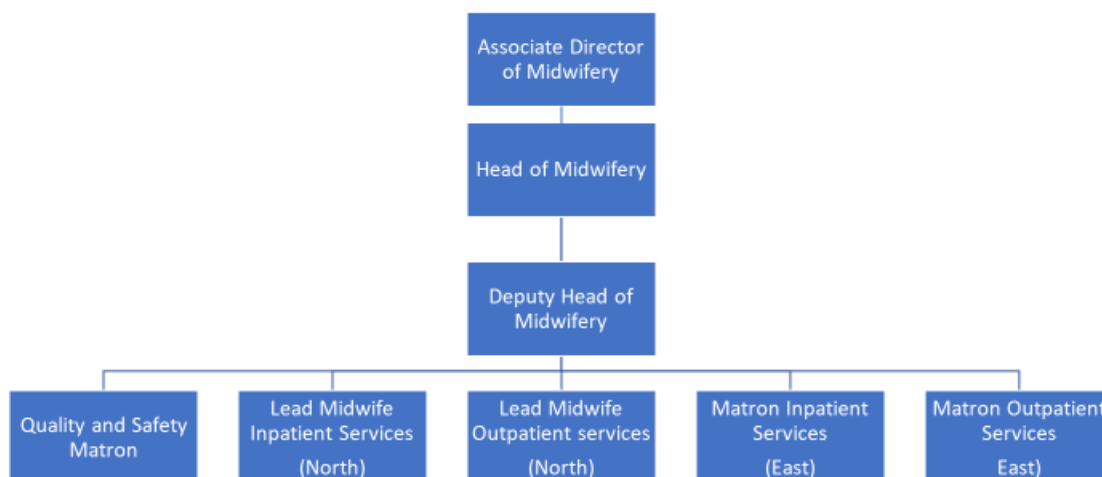 Associate Director
of Midwifery
Head of Midwifery
Deputy Head of
Midwifery
Quality and Safety
Matron
Lead Midwife
Inpatient Services
(North)
Lead Midwife
Outpatient services
(North)
Matron Inpatient
Services
(East)
Matron Outpatient
Services
East)